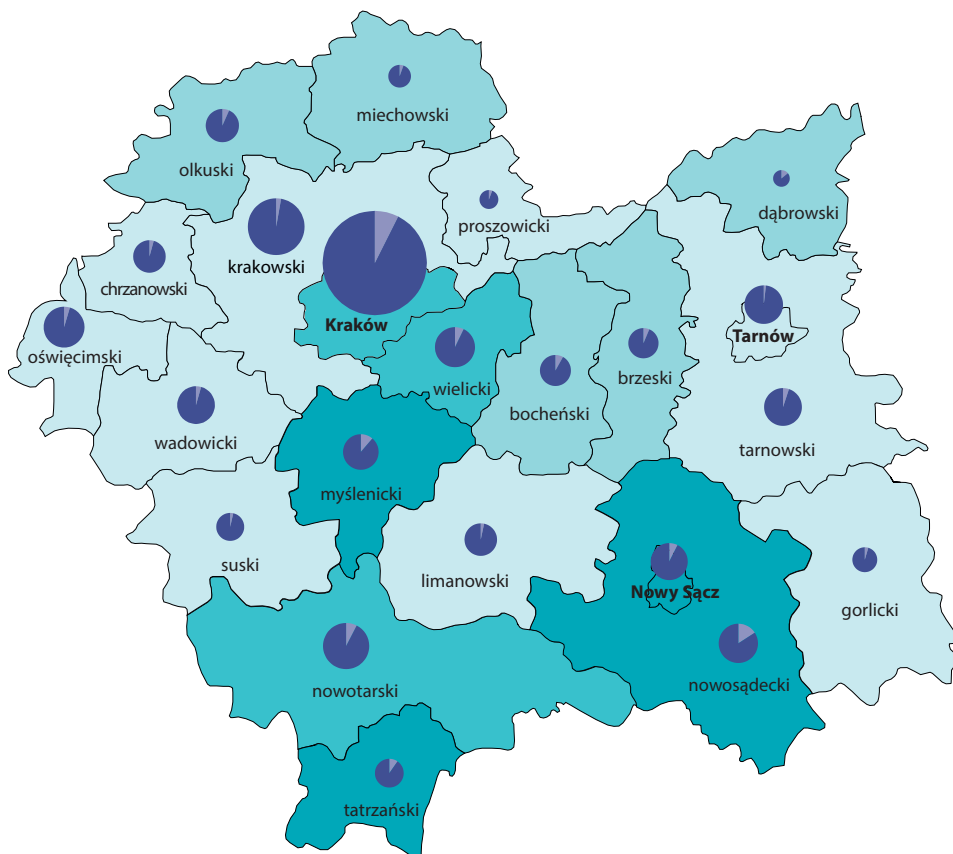 miechowski
olkuski
dąbrowski
proszowicki
krakowski
chrzanowski
Kraków
Tarnów
oświęcimski
wielicki
brzeski
bocheński
wadowicki
tarnowski
myślenicki
suski
limanowski
Nowy Sącz
gorlicki
nowotarski
nowosądecki
tatrzański